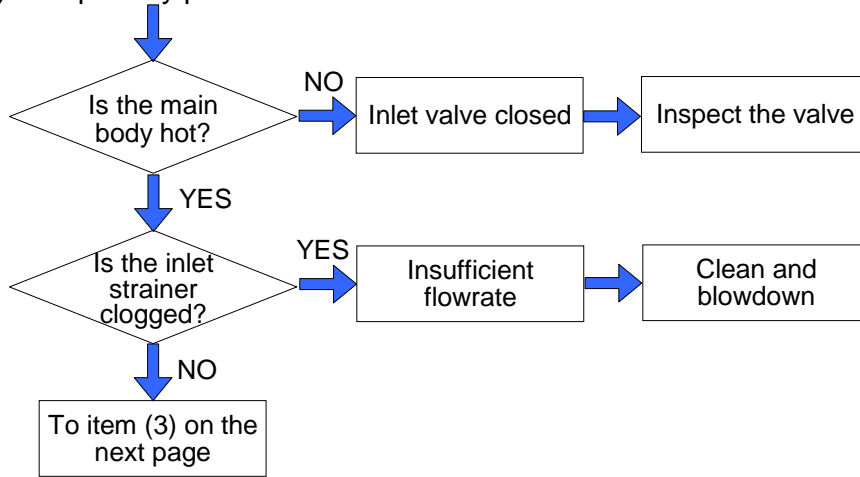 Is the main
body hot?
NO
Inlet valve closed
Inspect the valve
YES
Is the inlet
strainer
clogged?
YES
Insufficient
flowrate
Clean and
blowdown
NO
To item (3) on the
next page